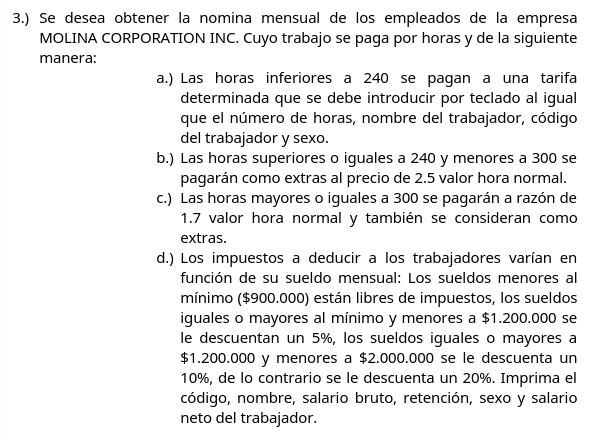 3.) Se desea obtener la nomina mensual de los empleados de la empresa
MOLINA CORPORATION INC. Cuyo trabajo se paga por horas y de la siguiente
manera:
a.) Las horas inferiores a 240 se pagan a una tarifa
determinada que se debe introducir por teclado al igual
que el número de horas, nombre del trabajador, código
del trabajador y sexo.
b.) Las horas superiores o iguales a 240 y menores a 300 se
pagarán como extras al precio de 2.5 valor hora normal.
c.) Las horas mayores o iguales a 300 se pagarán a razón de
1.7 valor hora normal y también se consideran como
extras.
d.) Los impuestos a deducir a los trabajadores varían en
función de su sueldo mensual: Los sueldos menores al
mínimo ($900.000) están libres de impuestos, los sueldos
iguales o mayores al mínimo y menores a $1.200.000 se
le descuentan un 5%, los sueldos iguales o mayores a
$1.200.000 y menores a $2.000.000 se le descuenta un
10%, de lo contrario se le descuenta un 20%. Imprima el
código, nombre, salario bruto, retención, sexo y salario
neto del trabajador.